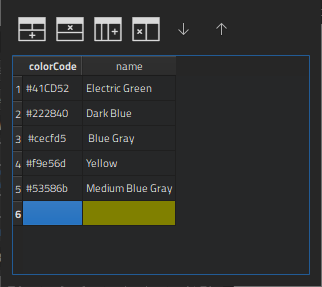 colorCode name
1 #41CD52 Electric Green
2 #222840 Dark Blue
3 #cecfd5 Blue Gray
4 #f9e56d Yellow
5 #53586b Medium Blue Gray
6